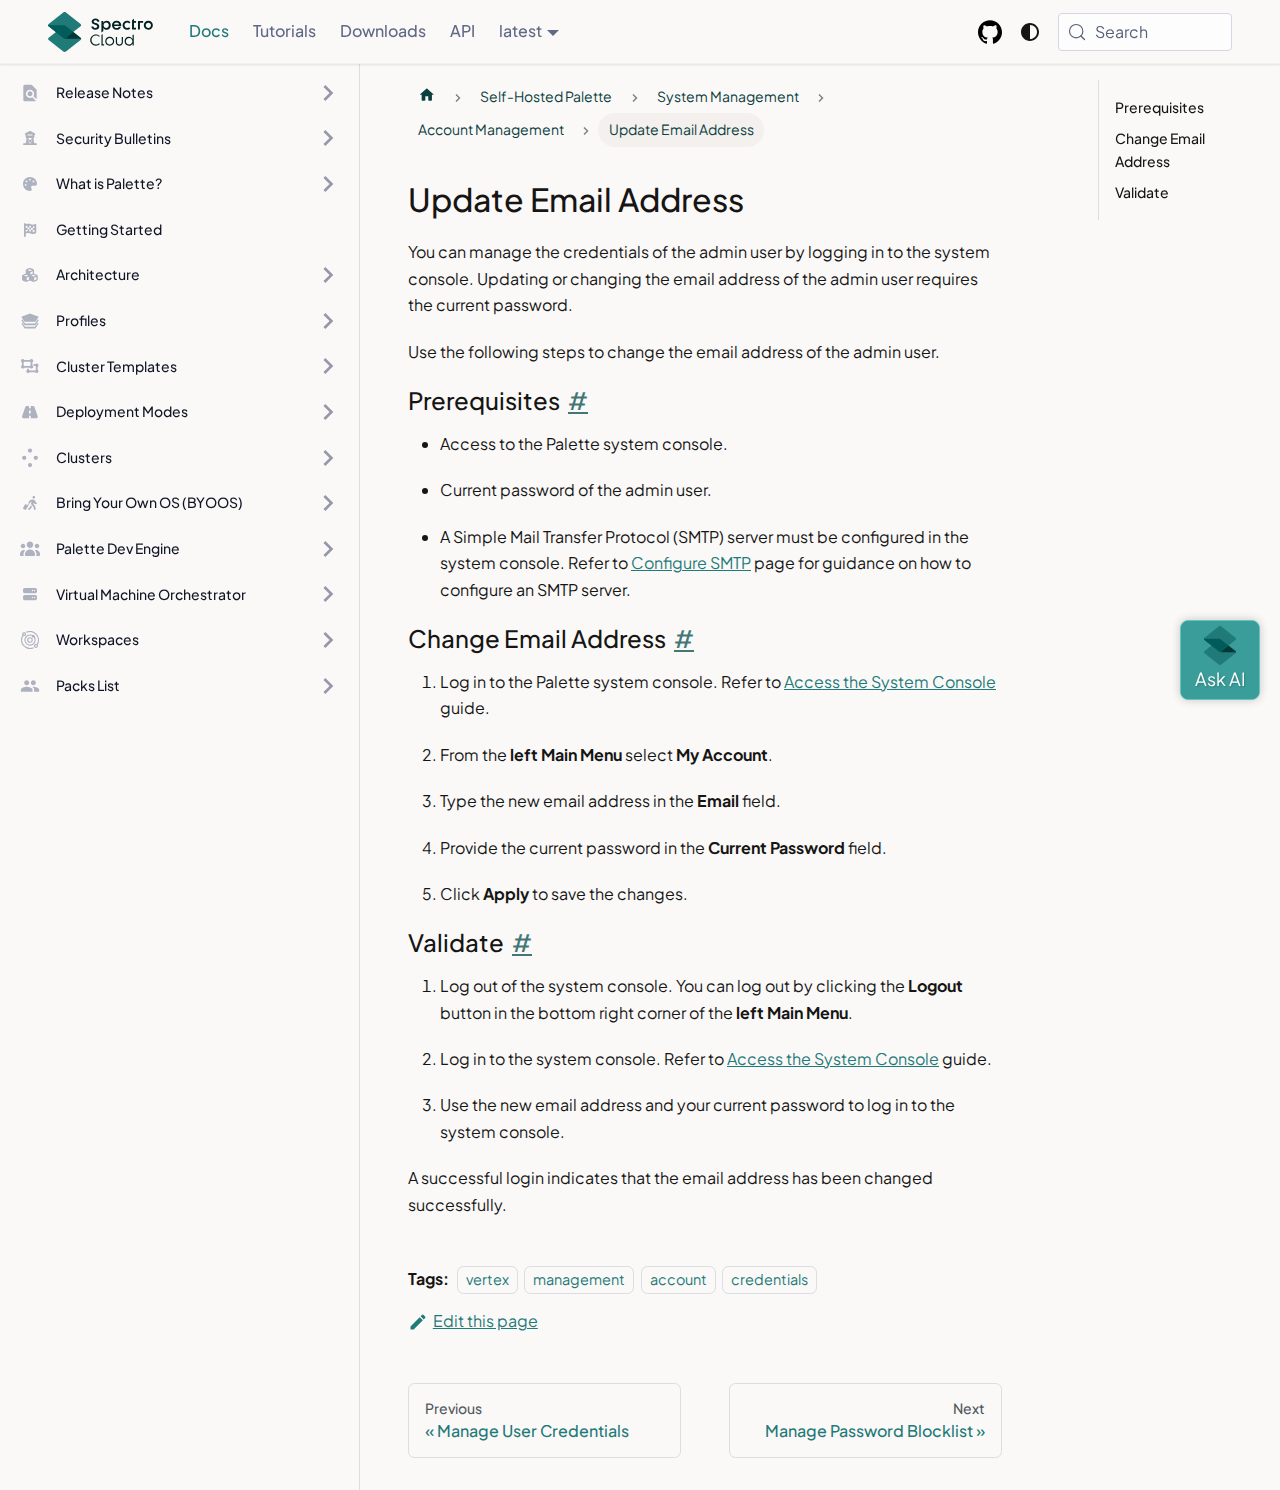 Spectro Cloud
Docs
Tutorials
Downloads
API
latest
Search
Release Notes
Security Bulletins
What is Palette?
Getting Started
Architecture
Profiles
Cluster Templates
Deployment Modes
Clusters
Bring Your Own OS (BYOOS)
Palette Dev Engine
Virtual Machine Orchestrator
Workspaces
Packs List
Self-Hosted Palette
System Management
Account Management
Update Email Address
Update Email Address
You can manage the credentials of the admin user by logging in to the system
console. Updating or changing the email address of the admin user requires
the current password.
Use the following steps to change the email address of the admin user.
Prerequisites #
Access to the Palette system console.
Current password of the admin user.
A Simple Mail Transfer Protocol (SMTP) server must be configured in the
system console. Refer to Configure SMTP page for guidance on how to
configure an SMTP server.
Change Email Address #
1. Log in to the Palette system console. Refer to Access the System Console
guide.
2. From the left Main Menu select My Account.
3. Type the new email address in the Email field.
4. Provide the current password in the Current Password field.
5. Click Apply to save the changes.
Validate #
1. Log out of the system console. You can log out by clicking the Logout
button in the bottom right corner of the left Main Menu.
2. Log in to the system console. Refer to Access the System Console guide.
3. Use the new email address and your current password to log in to the
system console.
A successful login indicates that the email address has been changed
successfully.
Tags: vertex management account credentials
Edit this page
Previous
« Manage User Credentials
Next
Manage Password Blocklist »
Prerequisites
Change Email
Address
Validate
Ask AI